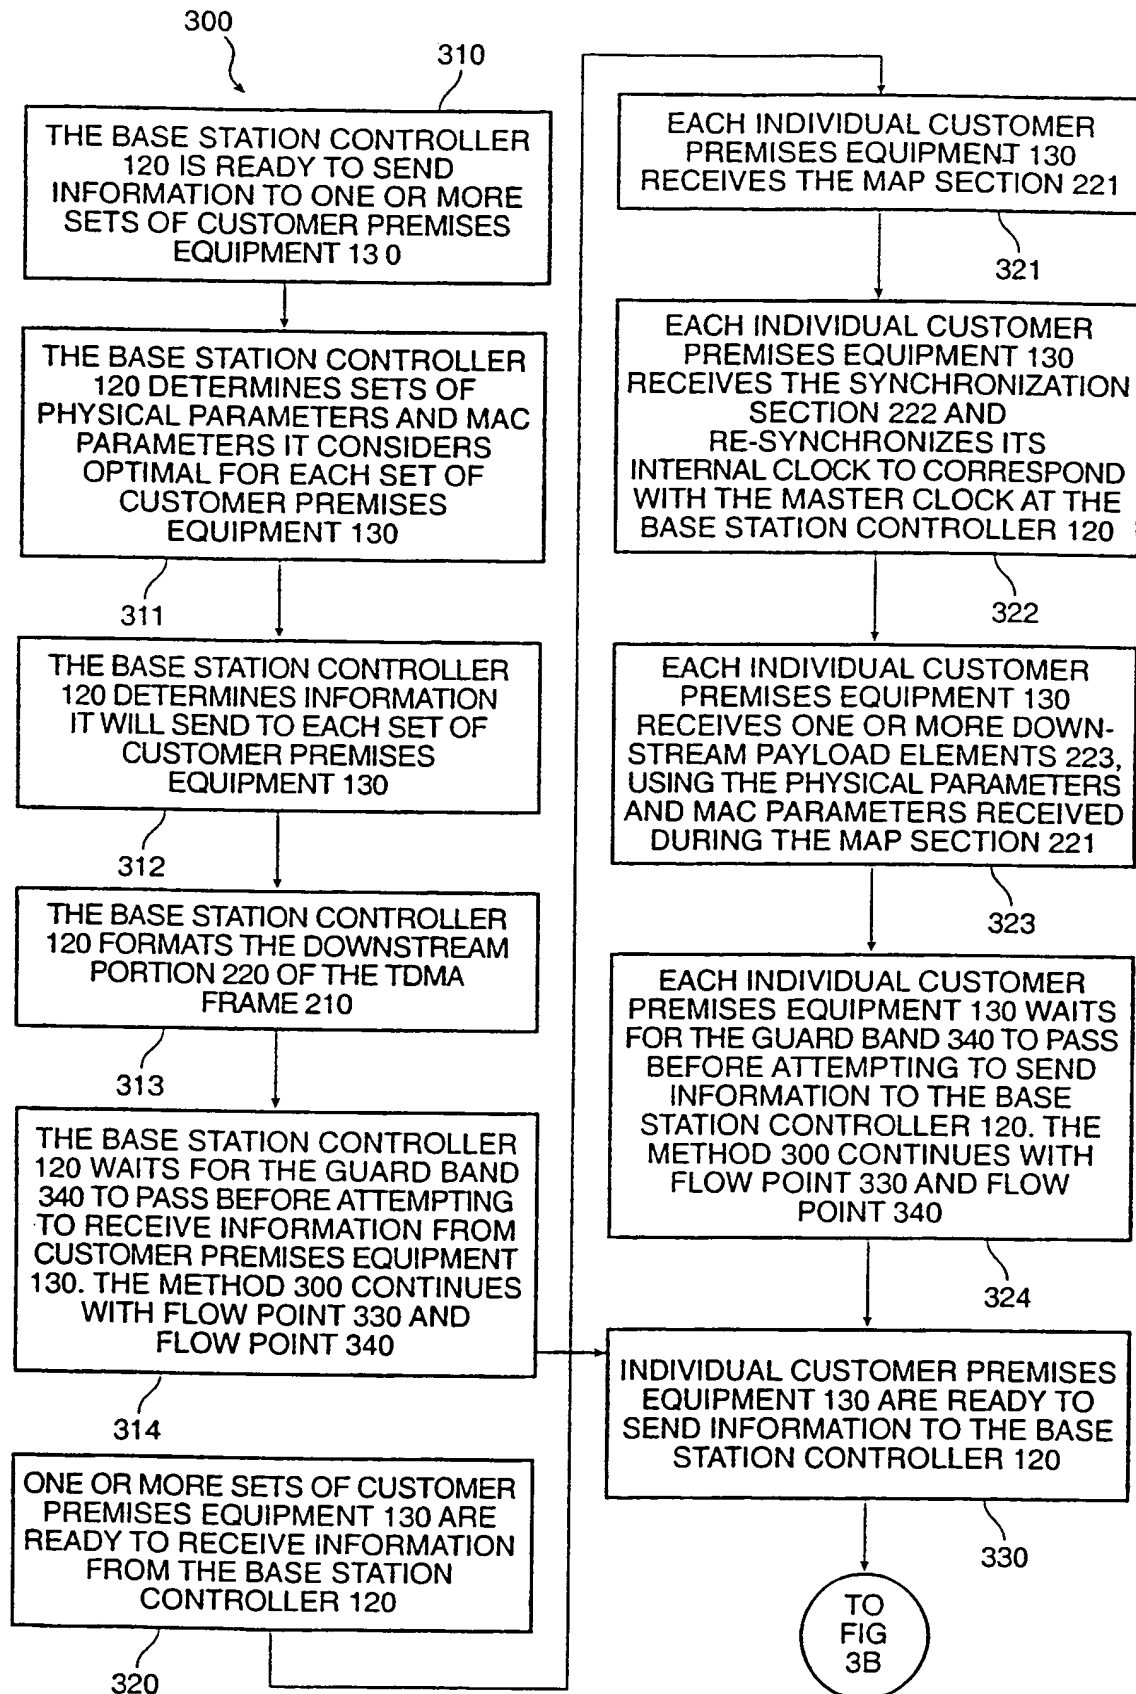 300
310
THE BASE STATION CONTROLLER
120 IS READY TO SEND
INFORMATION TO ONE OR MORE
SETS OF CUSTOMER PREMISES
EQUIPMENT 13 0
THE BASE STATION CONTROLLER
120 DETERMINES SETS OF
PHYSICAL PARAMETERS AND MAC
PARAMETERS IT CONSIDERS
OPTIMAL FOR EACH SET OF
CUSTOMER PREMISES
EQUIPMENT 130
311
THE BASE STATION CONTROLLER
120 DETERMINES INFORMATION
IT WILL SEND TO EACH SET OF
CUSTOMER PREMISES
EQUIPMENT 130
312
THE BASE STATION CONTROLLER
120 FORMATS THE DOWNSTREAM
PORTION 220 OF THE TDMA
FRAME 210
313
THE BASE STATION CONTROLLER
120 WAITS FOR THE GUARD BAND
340 TO PASS BEFORE ATTEMPTING
TO RECEIVE INFORMATION FROM
CUSTOMER PREMISES EQUIPMENT
130. THE METHOD 300 CONTINUES
WITH FLOW POINT 330 AND
FLOW POINT 340
314
ONE OR MORE SETS OF CUSTOMER
PREMISES EQUIPMENT 130 ARE
READY TO RECEIVE INFORMATION
FROM THE BASE STATION
CONTROLLER 120
320
EACH INDIVIDUAL CUSTOMER
PREMISES EQUIPMENT 130
RECEIVES THE MAP SECTION 221
321
EACH INDIVIDUAL CUSTOMER
PREMISES EQUIPMENT 130
RECEIVES THE SYNCHRONIZATION
SECTION 222 AND
RE-SYNCHRONIZES ITS
INTERNAL CLOCK TO CORRESPOND
WITH THE MASTER CLOCK AT THE
BASE STATION CONTROLLER 120
322
EACH INDIVIDUAL CUSTOMER
PREMISES EQUIPMENT 130
RECEIVES ONE OR MORE DOWN-
STREAM PAYLOAD ELEMENTS 223,
USING THE PHYSICAL PARAMETERS
AND MAC PARAMETERS RECEIVED
DURING THE MAP SECTION 221
323
EACH INDIVIDUAL CUSTOMER
PREMISES EQUIPMENT 130 WAITS
FOR THE GUARD BAND 340 TO PASS
BEFORE ATTEMPTING TO SEND
INFORMATION TO THE BASE
STATION CONTROLLER 120. THE
METHOD 300 CONTINUES WITH
FLOW POINT 330 AND FLOW
POINT 340
324
INDIVIDUAL CUSTOMER PREMISES
EQUIPMENT 130 ARE READY TO
SEND INFORMATION TO THE BASE
STATION CONTROLLER 120
330
TO
FIG
3B